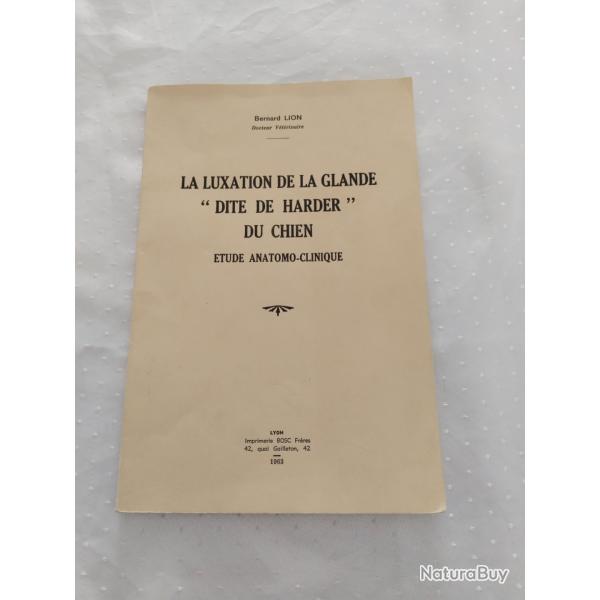 Bernard LION
Docteur Vétérinaire
LA LUXATION DE LA GLANDE
“ DITE DE HARDER ”
DU CHIEN
ETUDE ANATOMO-CLINIQUE
LYON
Imprimerie BOSC Frères
42, quai Gailleton, 42
1963
NaturaBuy